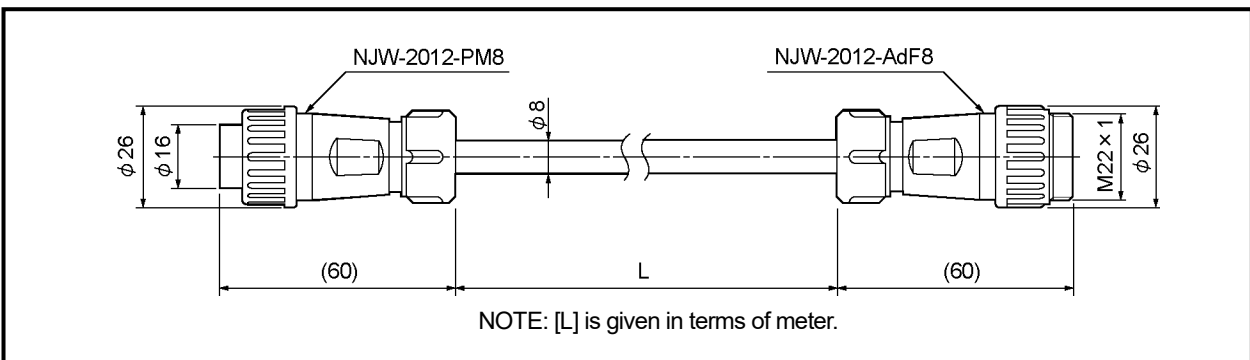 NJW-2012-PM8
NJW-2012-AdF8
φ26
φ16
φ8
M22×1
φ26
(60)
L
(60)
NOTE: [L] is given in terms of meter.